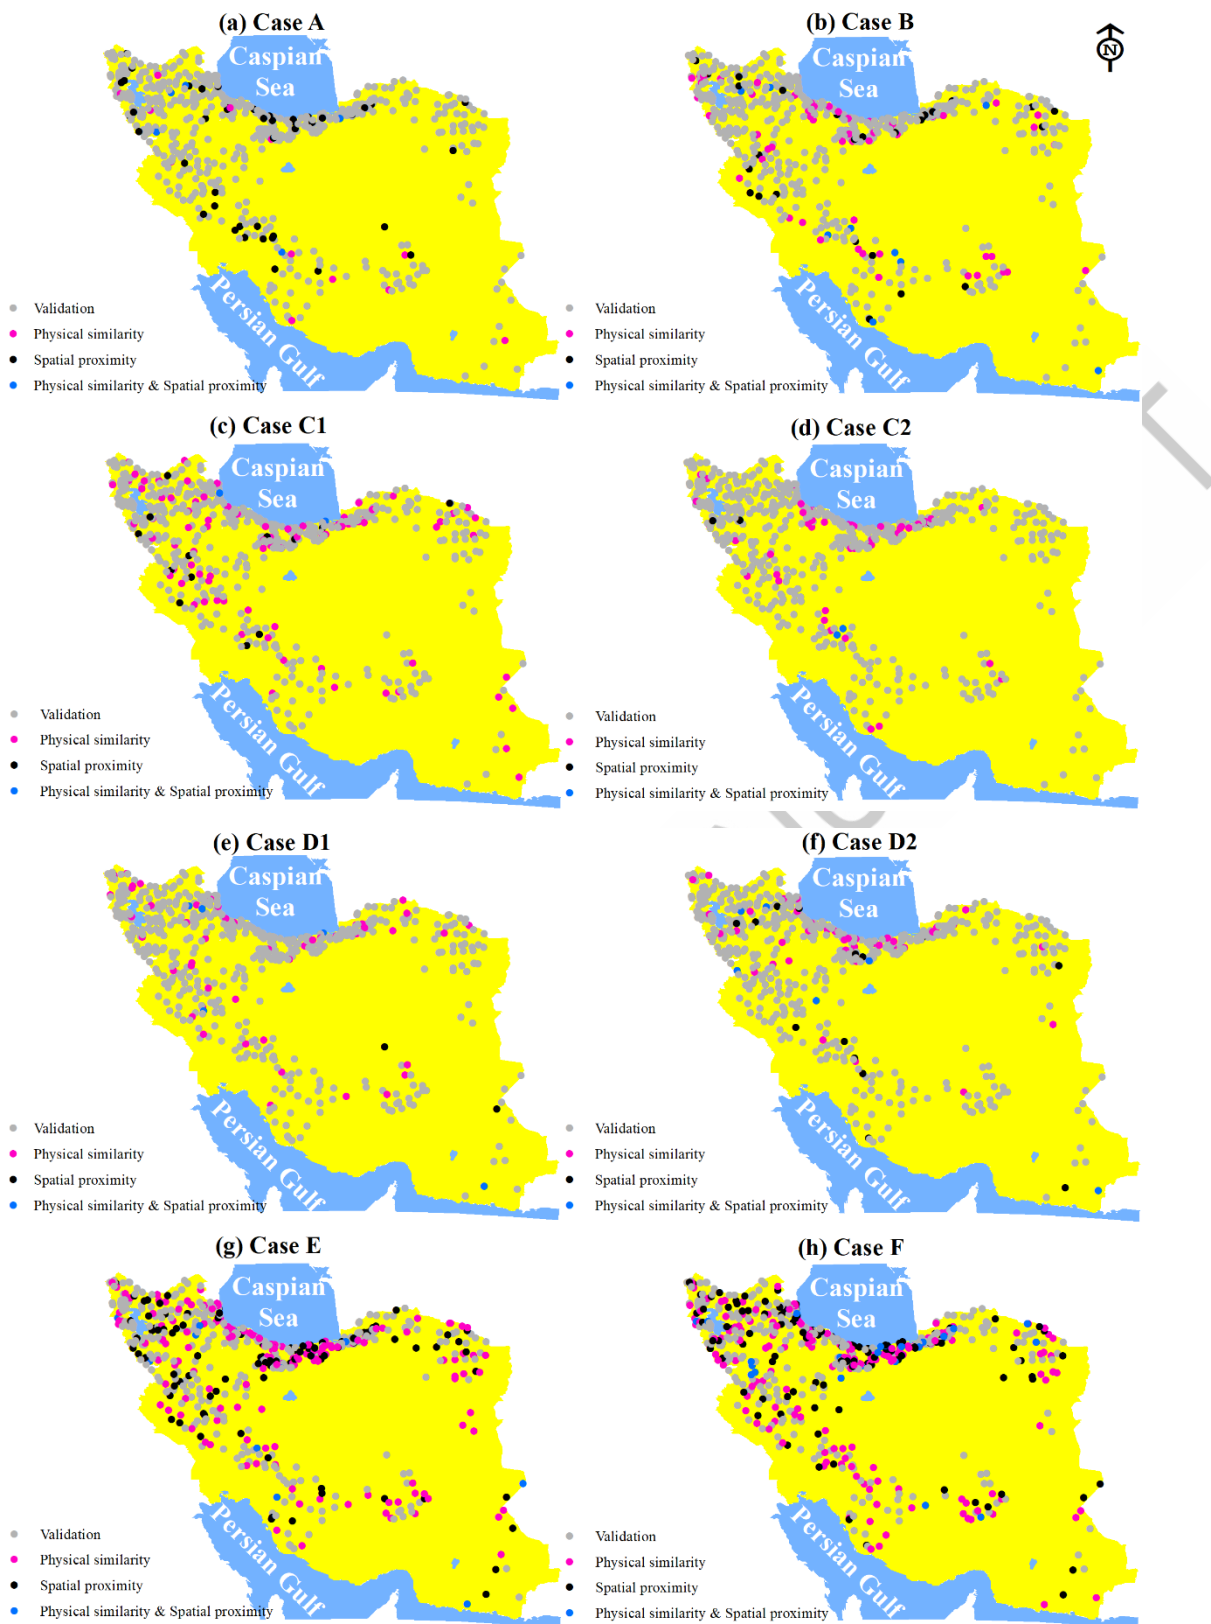 (a) Case A
Caspian
Sea
Persian Gulf
Validation
Physical similarity
Spatial proximity
Physical similarity & Spatial proximity
(b) Case B
N
Caspian
Sea
Persian Gulf
Validation
Physical similarity
Spatial proximity
Physical similarity & Spatial proximity
(c) Case C1
Caspian
Sea
Persian Gulf
Validation
Physical similarity
Spatial proximity
Physical similarity & Spatial proximity
(d) Case C2
Caspian
Sea
Persian Gulf
Validation
Physical similarity
Spatial proximity
Physical similarity & Spatial proximity
(e) Case D1
Caspian
Sea
Persian Gulf
Validation
Physical similarity
Spatial proximity
Physical similarity & Spatial proximity
(f) Case D2
Caspian
Sea
Persian Gulf
Validation
Physical similarity
Spatial proximity
Physical similarity & Spatial proximity
(g) Case E
Caspian
Sea
Persian Gulf
Validation
Physical similarity
Spatial proximity
Physical similarity & Spatial proximity
(h) Case F
Caspian
Sea
Persian Gulf
Validation
Physical similarity
Spatial proximity
Physical similarity & Spatial proximity